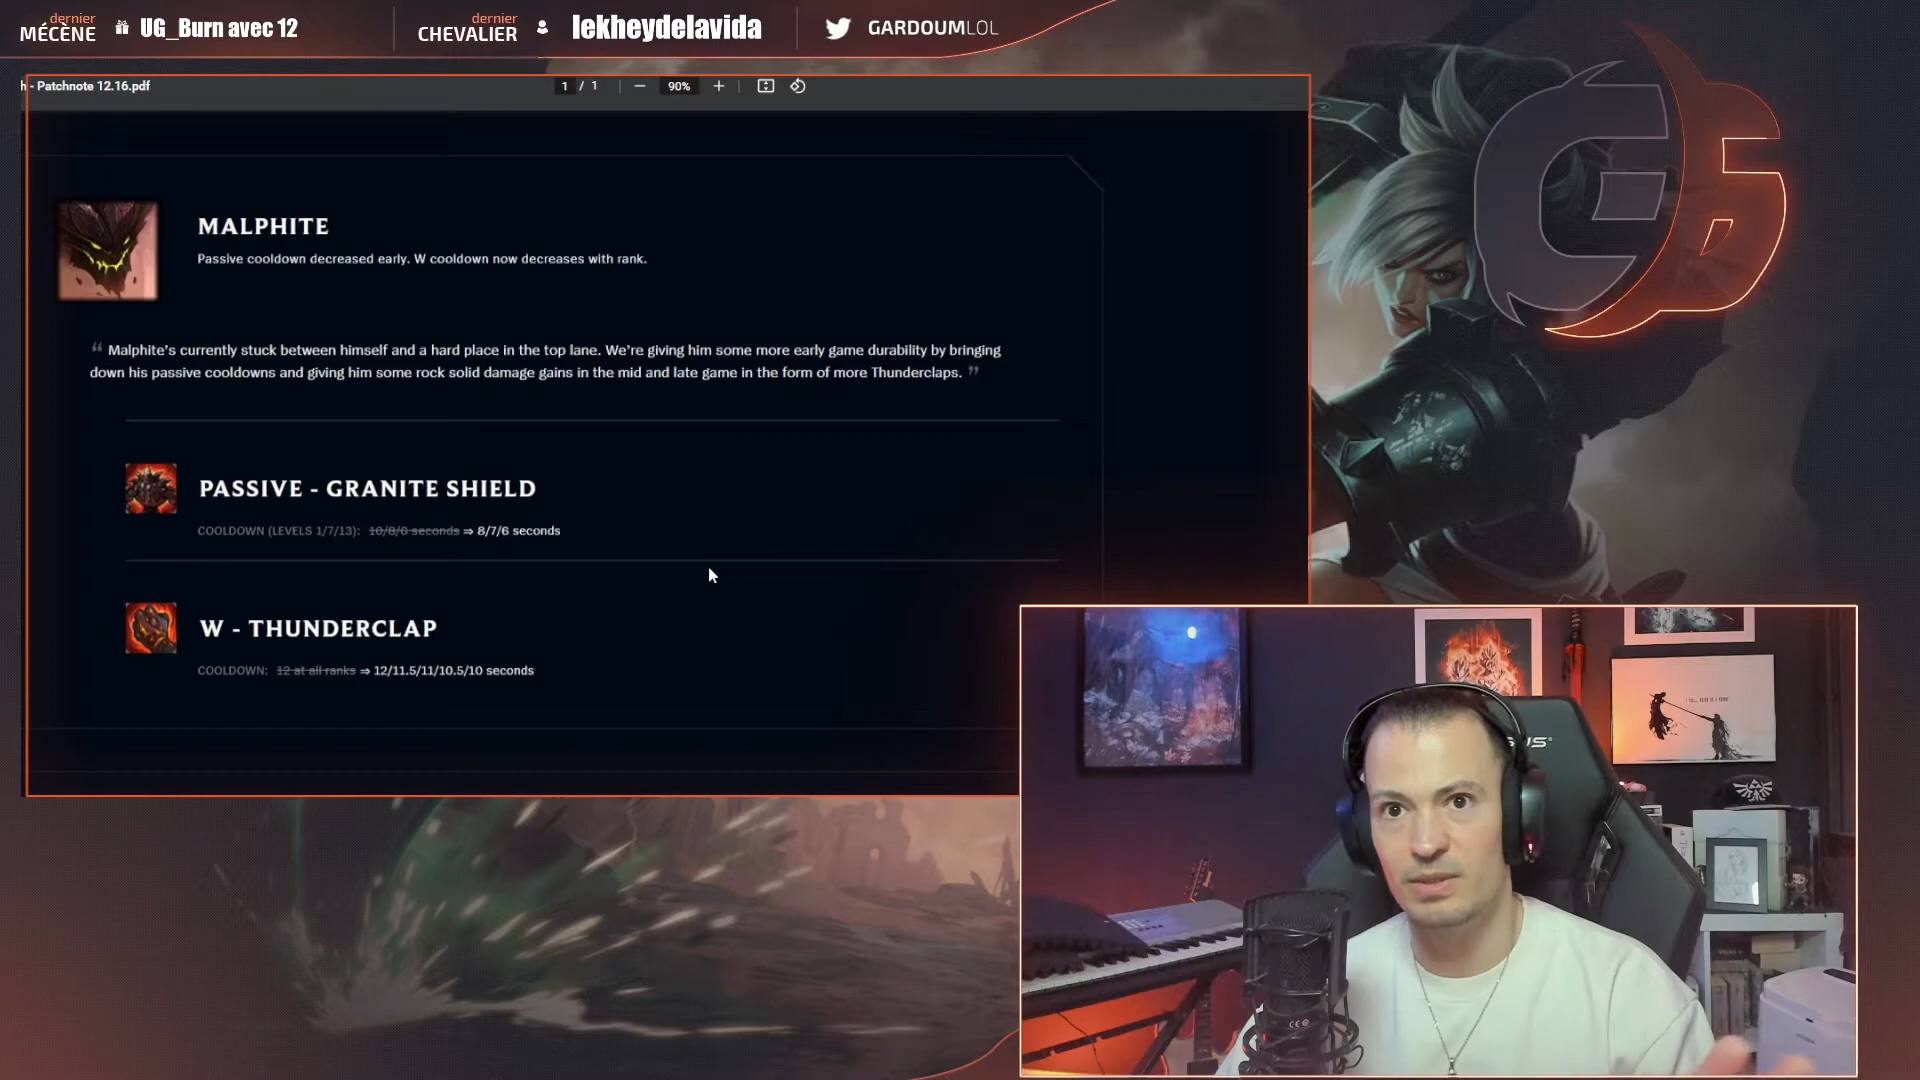 dernier
MÉCÈNE
UG_Burn avec 12
dernier
CHEVALIER
lekheydelavida
GARDOUMLOL
h - Patchnote 12.16.pdf
1 / 1
90%
MALPHITE
Passive cooldown decreased early. W cooldown now decreases with rank.
“ Malphite's currently stuck between himself and a hard place in the top lane. We're giving him some more early game durability by bringing
down his passive cooldowns and giving him some rock solid damage gains in the mid and late game in the form of more Thunderclaps. ”
PASSIVE - GRANITE SHIELD
COOLDOWN (LEVELS 1/7/13): 10/8/6 seconds ⇒ 8/7/6 seconds
W - THUNDERCLAP
COOLDOWN: 12 at all ranks ⇒ 12/11.5/11/10.5/10 seconds